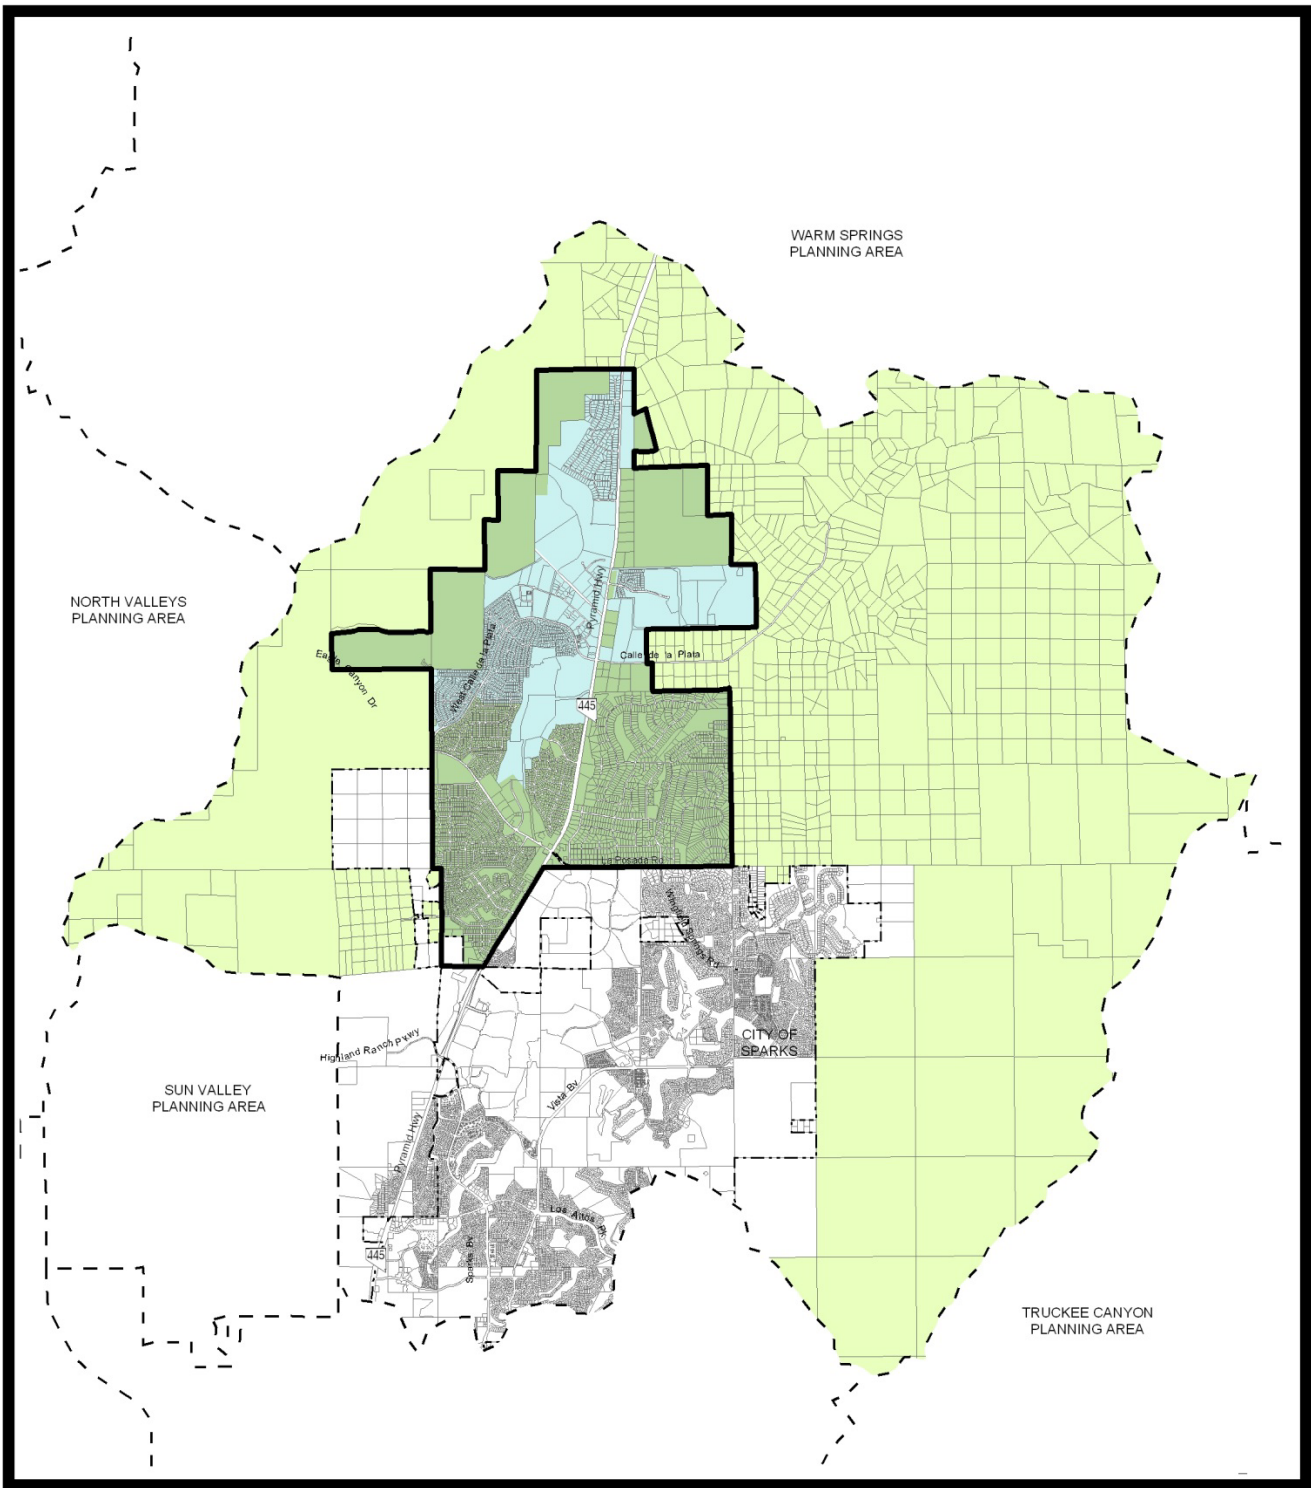 WARM SPRINGS
PLANNING AREA
Pyramid Hwy
NORTH VALLEYS
PLANNING AREA
Eagle Canyon Dr
West Calle de la Plata
Calle de la Plata
445
La Posada Rd
Wingfield Springs Rd
CITY OF
SPARKS
Highland Ranch Pkwy
SUN VALLEY
PLANNING AREA
Vista Bv
Pyramid Hwy
Los Altos Pk
445
Sparks Bv
TRUCKEE CANYON
PLANNING AREA